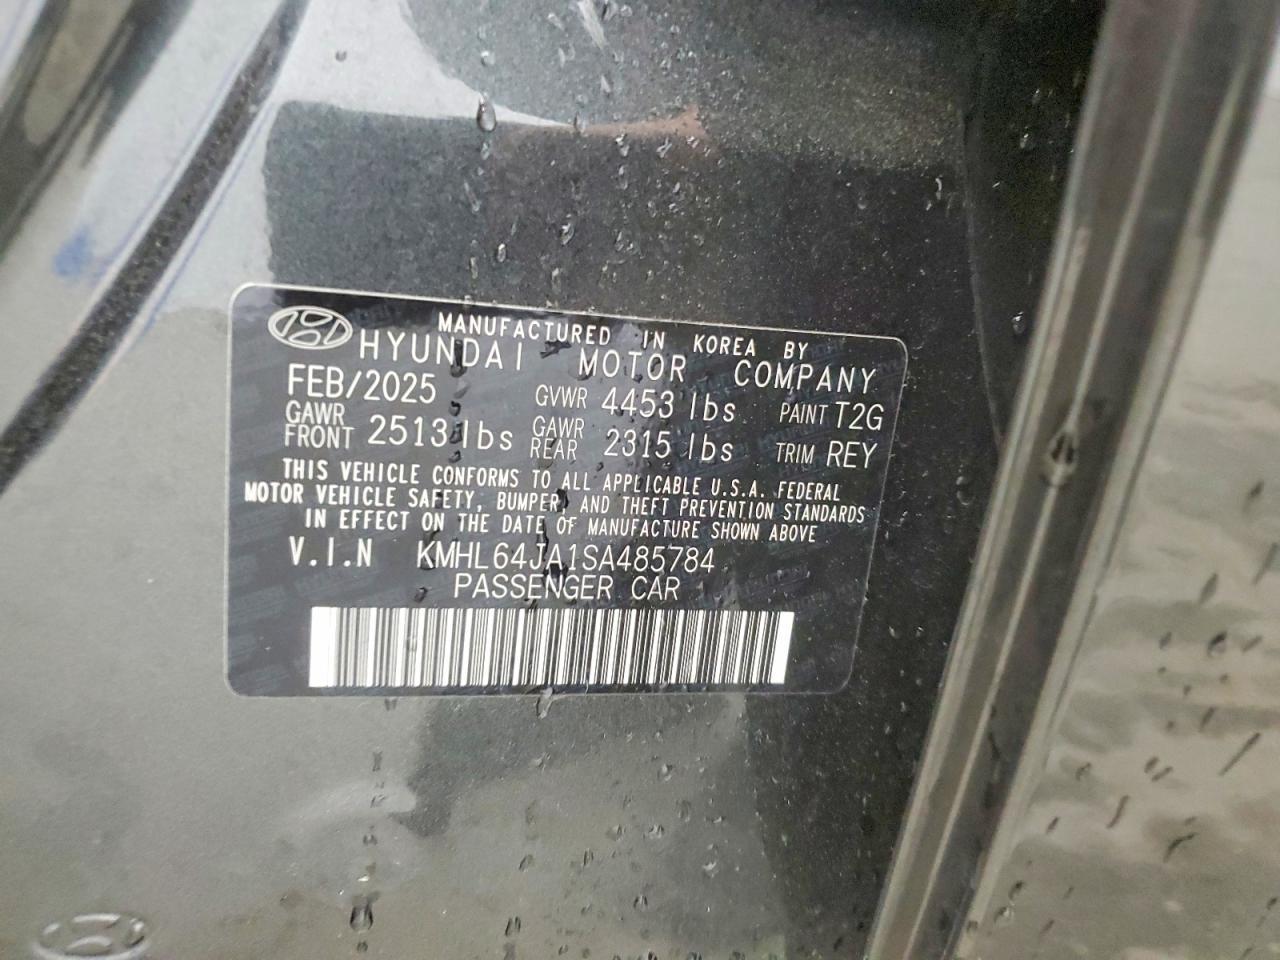 MANUFACTURED IN KOREA BY
HYUNDAI MOTOR COMPANY
FEB/2025 GVWR 4453 lbs PAINT T2G
GAWR FRONT 2513 lbs GAWR REAR 2315 lbs TRIM REY
THIS VEHICLE CONFORMS TO ALL APPLICABLE U.S.A. FEDERAL
MOTOR VEHICLE SAFETY, BUMPER, AND THEFT PREVENTION STANDARDS
IN EFFECT ON THE DATE OF MANUFACTURE SHOWN ABOVE
V.I.N KMHL64JA1SA485784
PASSENGER CAR